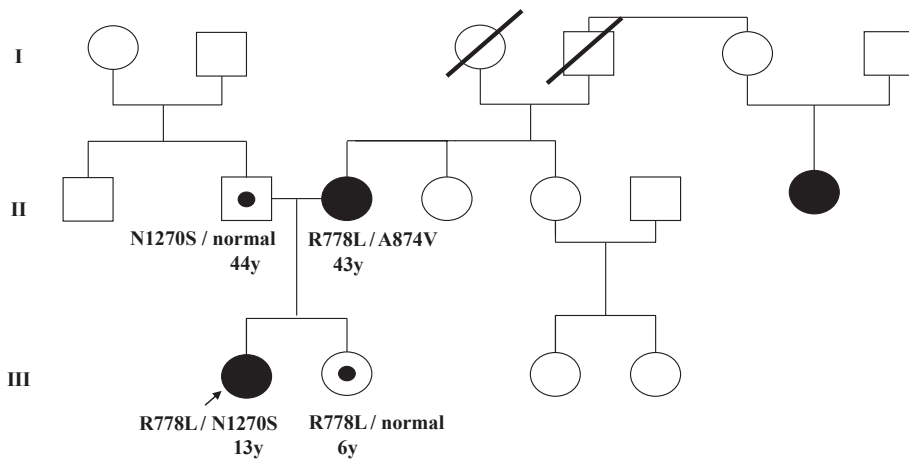 I
II
N1270S / normal
44y
R778L / A874V
43y
III
R778L / N1270S
13y
R778L / normal
6y